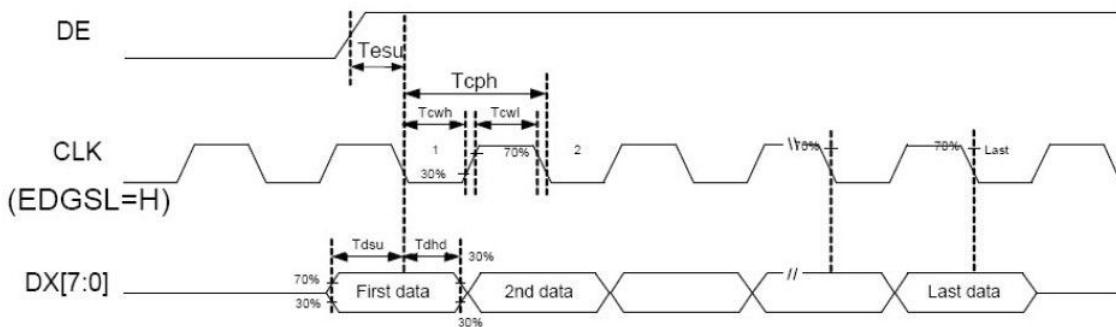 DE
Tesu
Tcph
Tcwh
Tcwl
CLK
(EDGSL=H)
1
30%
70%
2
\\
70%
70%
Last
Tdsu
Tdhd
30%
DX[7:0]
70%
30%
First data
30%
2nd data
//
Last data